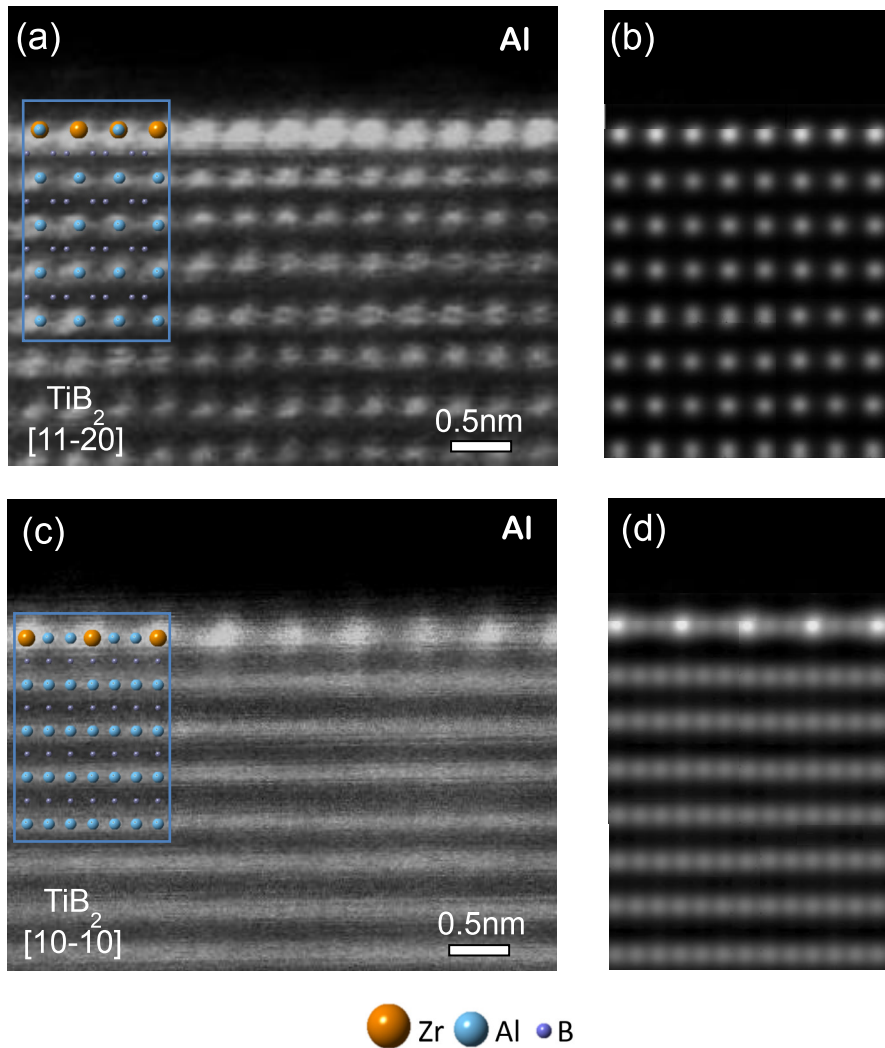 (a)
Al
(b)
TiB2
[11-20]
0.5nm
(c)
Al
(d)
TiB2
[10-10]
0.5nm
Zr Al B